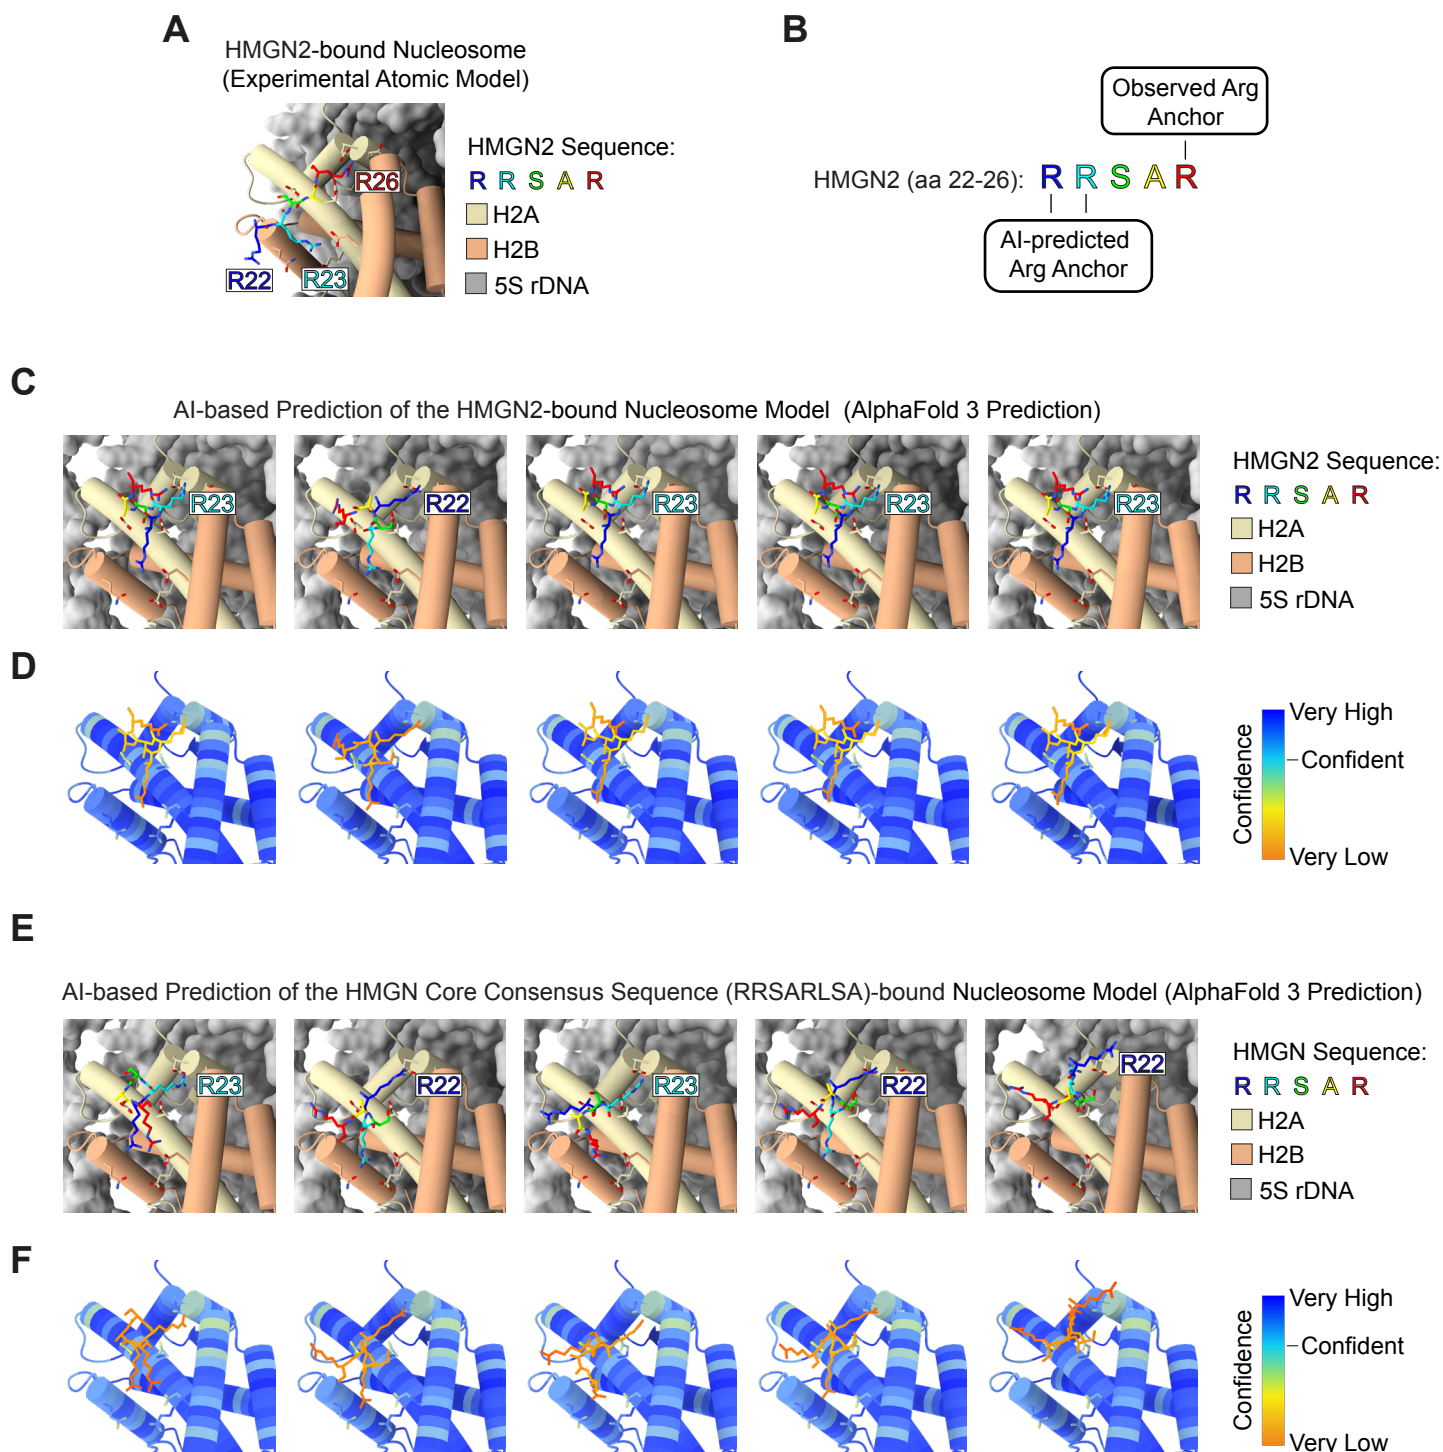 A
HMGN2-bound Nucleosome
(Experimental Atomic Model)
R26
R22
R23
HMGN2 Sequence:
R R S A R
H2A
H2B
5S rDNA
B
Observed Arg
Anchor
HMGN2 (aa 22-26): R R S A R
AI-predicted
Arg Anchor
C
AI-based Prediction of the HMGN2-bound Nucleosome Model (AlphaFold 3 Prediction)
R23
R22
R23
R23
R23
HMGN2 Sequence:
R R S A R
H2A
H2B
5S rDNA
D
Confidence
Very High
Confident
Very Low
E
AI-based Prediction of the HMGN Core Consensus Sequence (RRSARLSA)-bound Nucleosome Model (AlphaFold 3 Prediction)
R23
R22
R23
R22
R22
HMGN Sequence:
R R S A R
H2A
H2B
5S rDNA
F
Confidence
Very High
Confident
Very Low